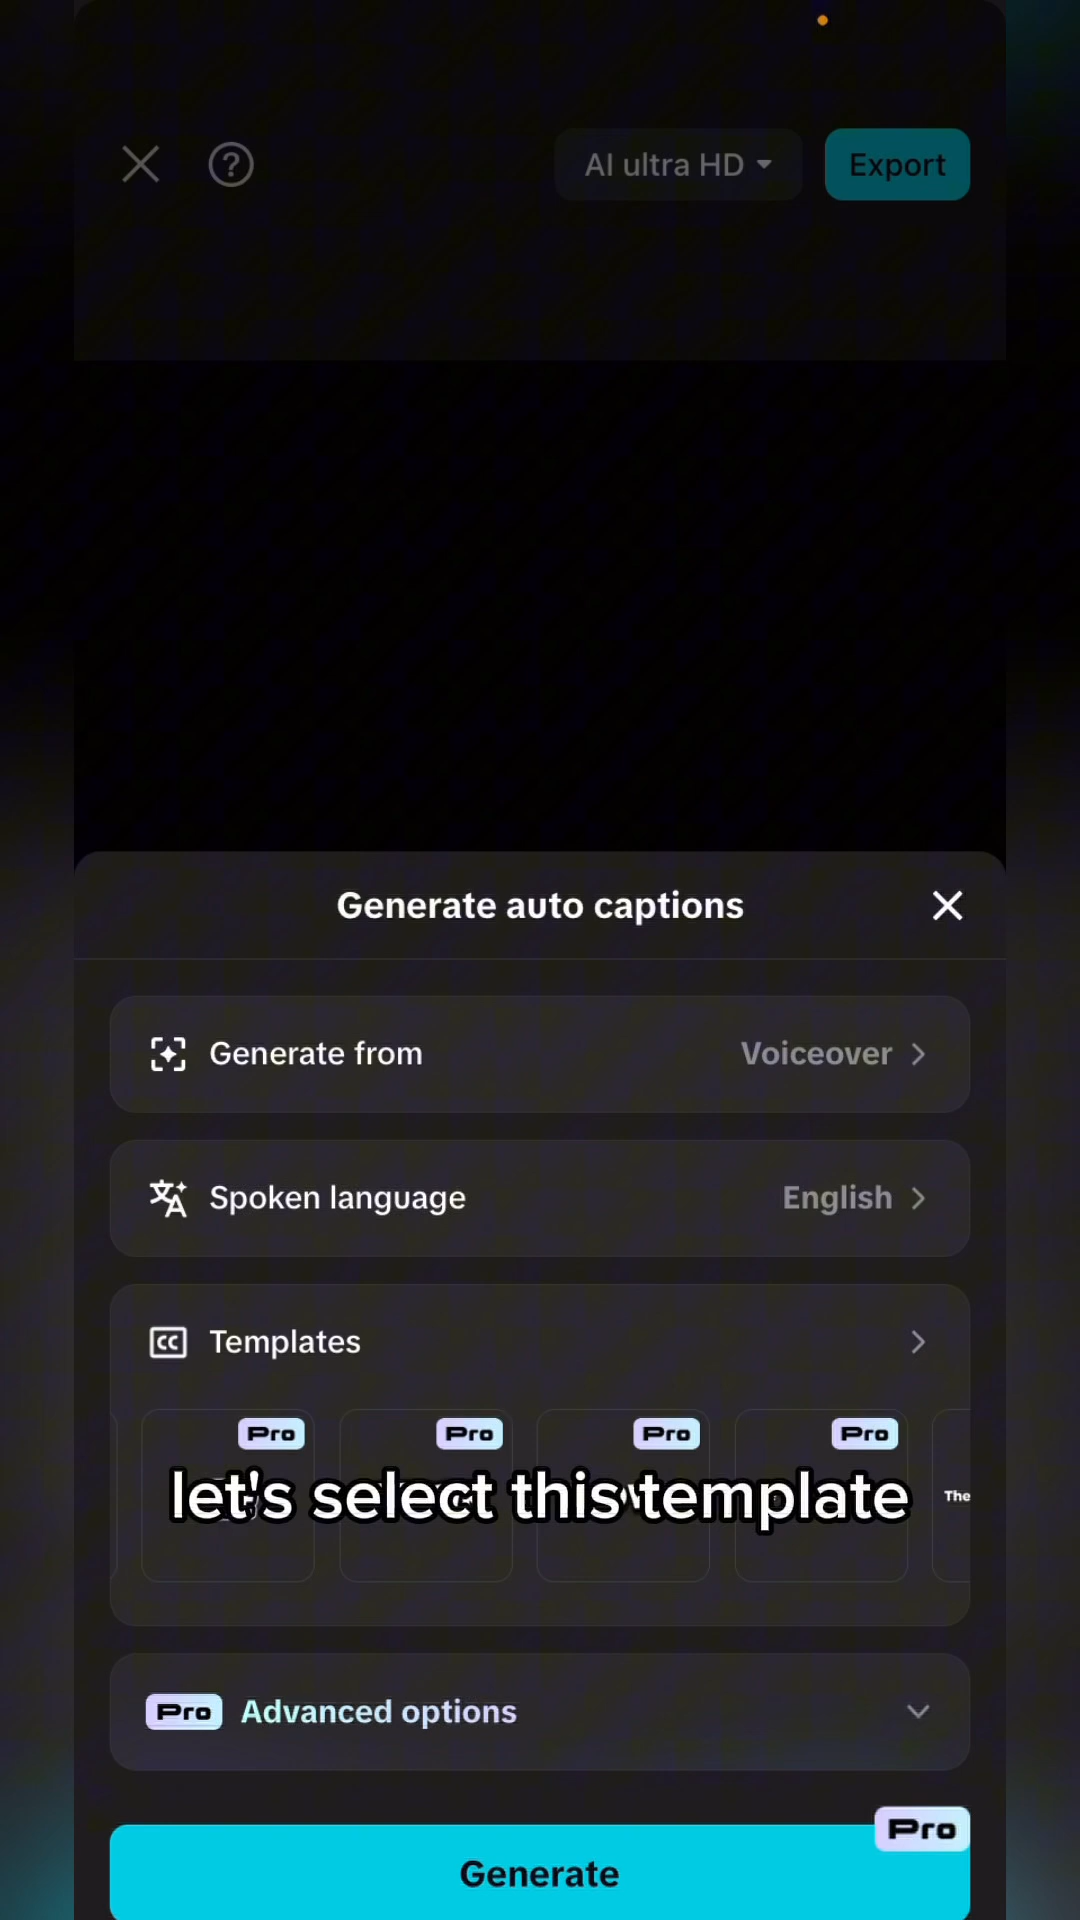 AI ultra HD
Export
Generate auto captions
Generate from
Voiceover
Spoken language
English
CC Templates
Pro
Pro
Pro
Pro
let's select this template
The
Pro Advanced options
Pro
Generate